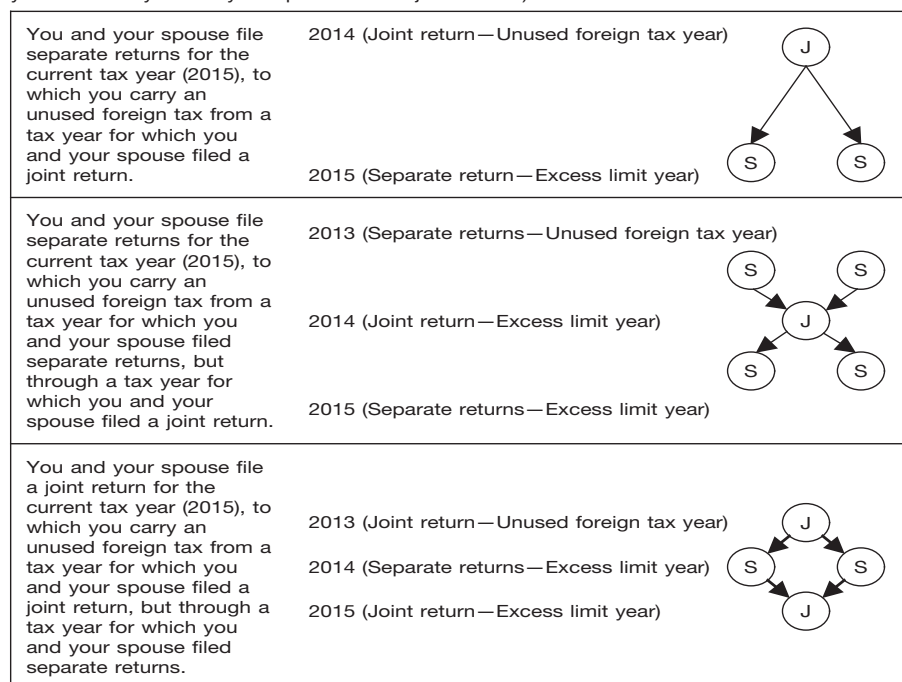 You and your spouse file
separate returns for the
current tax year (2015), to
which you carry an
unused foreign tax from a
tax year for which you
and your spouse filed a
joint return.
2014 (Joint return—Unused foreign tax year)
2015 (Separate return—Excess limit year)
J
S S
You and your spouse file
separate returns for the
current tax year (2015), to
which you carry an
unused foreign tax from a
tax year for which you
and your spouse filed
separate returns, but
through a tax year for
which you and your
spouse filed a joint return.
2013 (Separate returns—Unused foreign tax year)
2014 (Joint return—Excess limit year)
2015 (Separate returns—Excess limit year)
S S
J
S S
You and your spouse file
a joint return for the
current tax year (2015), to
which you carry an
unused foreign tax from a
tax year for which you
and your spouse filed a
joint return, but through a
tax year for which you
and your spouse filed
separate returns.
2013 (Joint return—Unused foreign tax year)
2014 (Separate returns—Excess limit year)
2015 (Joint return—Excess limit year)
J
S S
J